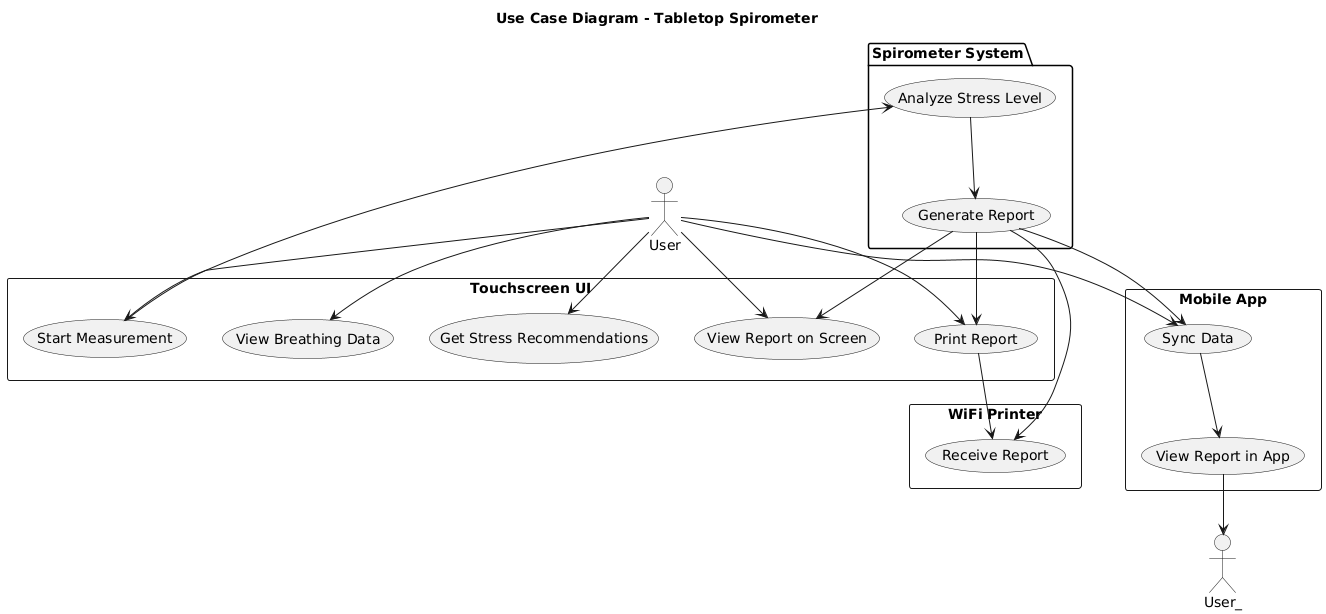 Use Case Diagram - Tabletop Spirometer
Spirometer System
Analyze Stress Level
Generate Report
User
Touchscreen UI
Start Measurement
View Breathing Data
Get Stress Recommendations
View Report on Screen
Print Report
Mobile App
Sync Data
WiFi Printer
Receive Report
View Report in App
User_